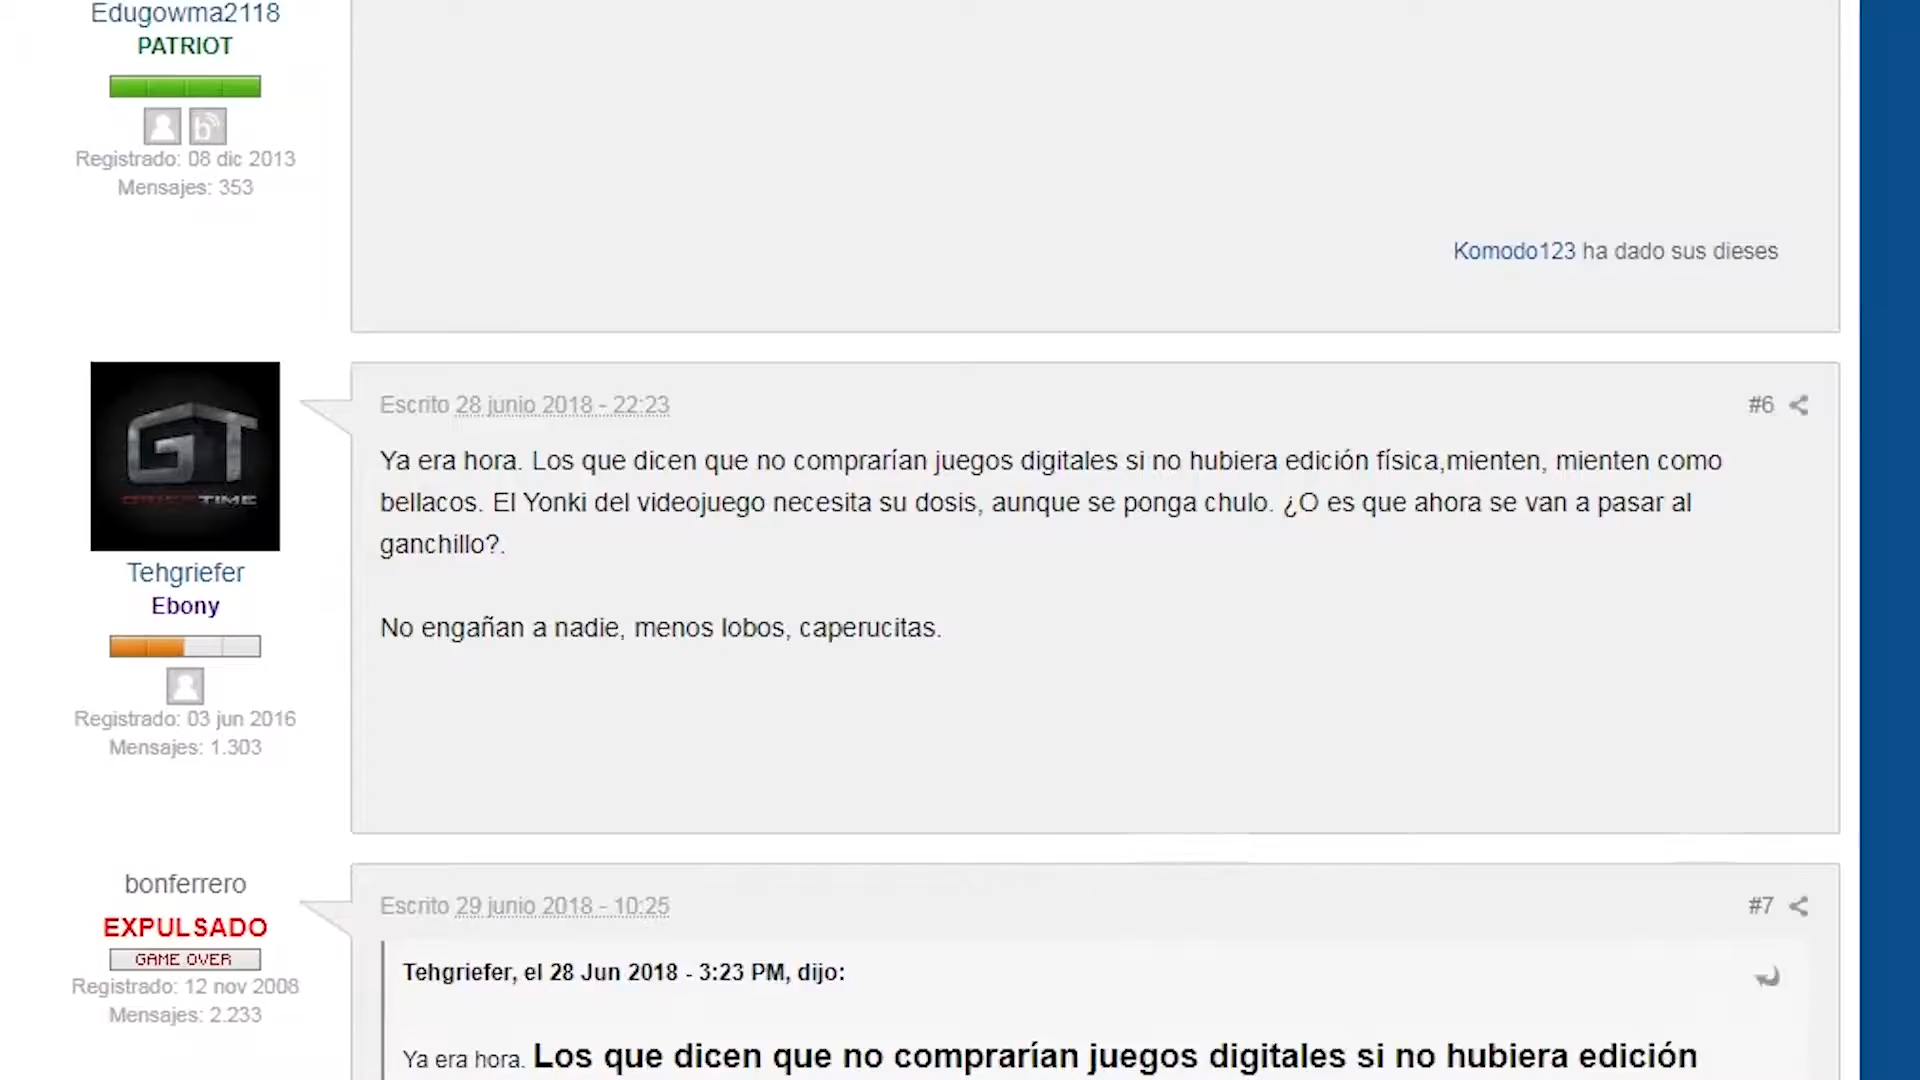 Edugowma2118
PATRIOT
Registrado: 08 dic 2013
Mensajes: 353
Komodo123 ha dado sus dieses
GT
TIME
Tehgriefer
Ebony
Registrado: 03 jun 2016
Mensajes: 1.303
Escrito 28 junio 2018 - 22:23
#6
Ya era hora. Los que dicen que no comprarían juegos digitales si no hubiera edición física,mienten, mienten como
bellacos. El Yonki del videojuego necesita su dosis, aunque se ponga chulo. ¿O es que ahora se van a pasar al
ganchillo?.
No engañan a nadie, menos lobos, caperucitas.
bonferrero
EXPULSADO
GAME OVER
Registrado: 12 nov 2008
Mensajes: 2.233
Escrito 29 junio 2018 - 10:25
#7
Tehgriefer, el 28 Jun 2018 - 3:23 PM, dijo:
Ya era hora. Los que dicen que no comprarían juegos digitales si no hubiera edición